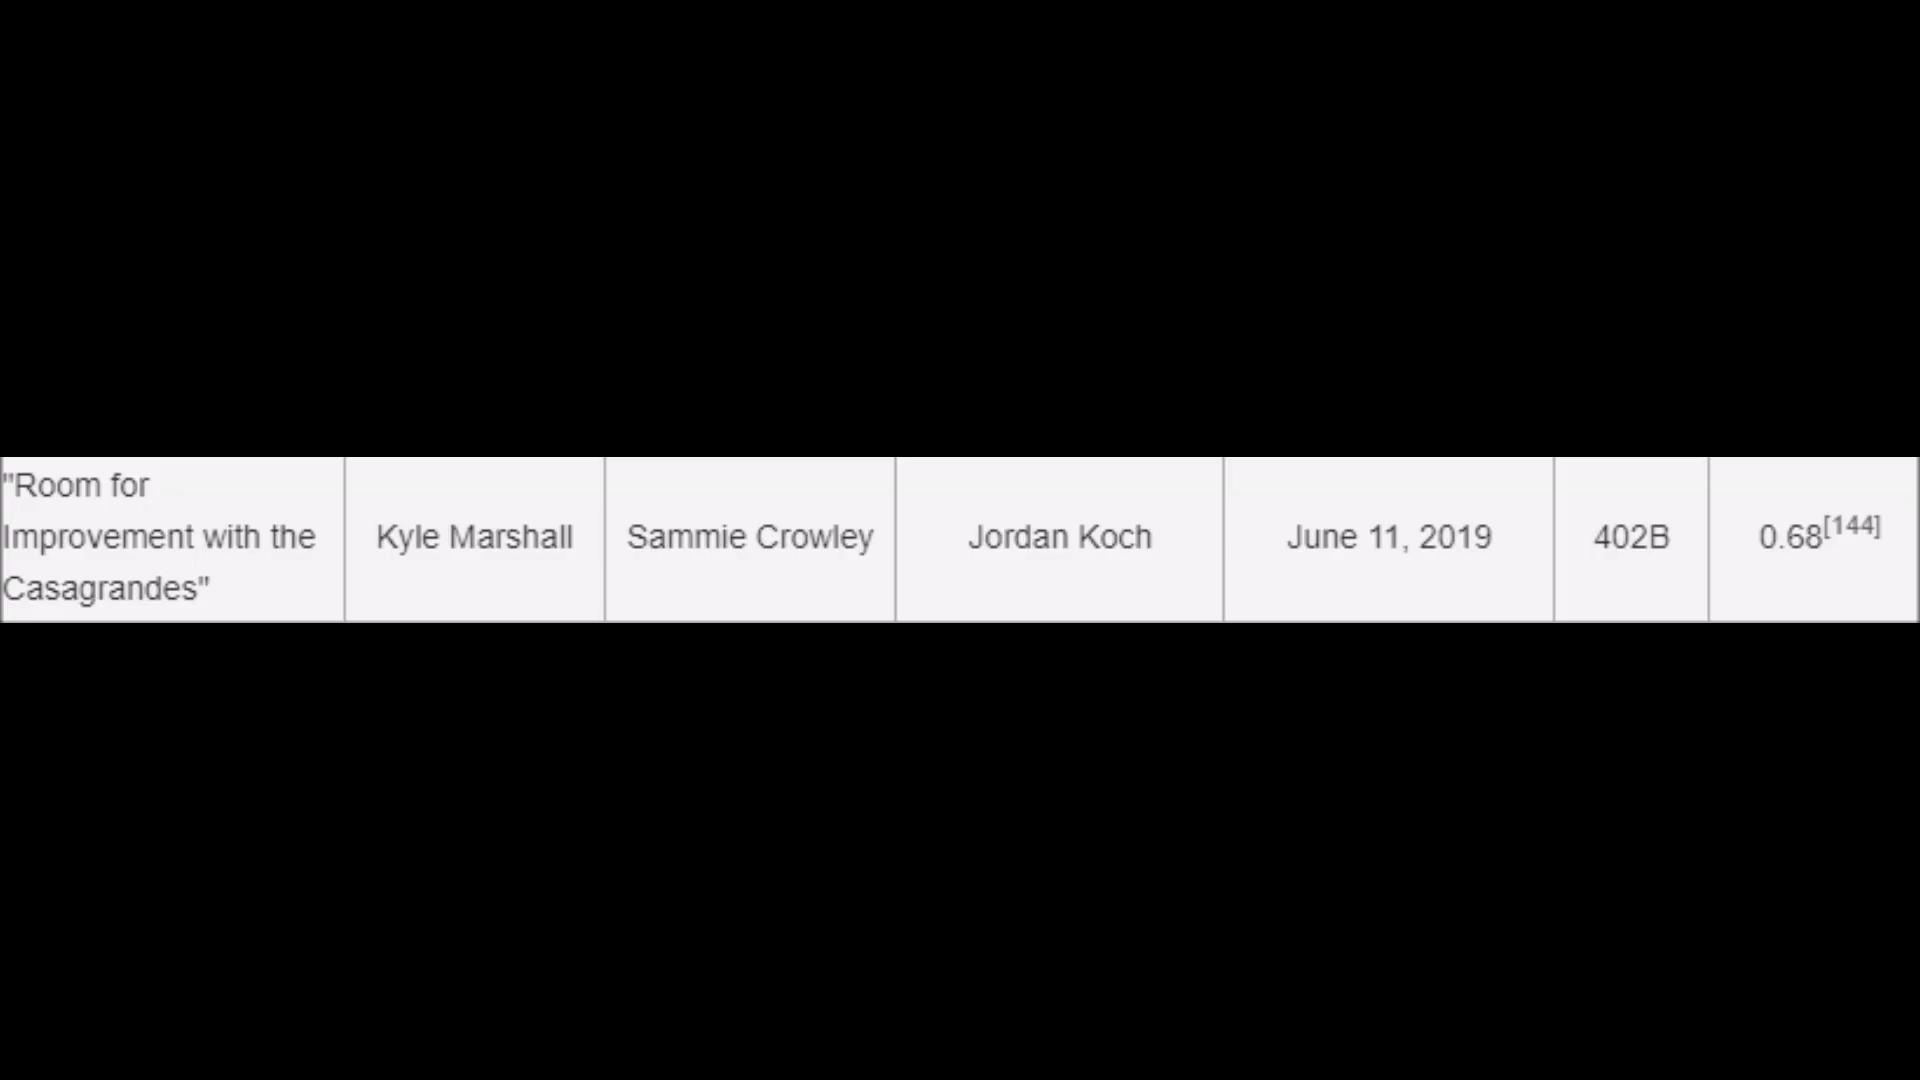 "Room for
Improvement with the
Casagrandes"
Kyle Marshall
Sammie Crowley
Jordan Koch
June 11, 2019
402B
0.68[144]